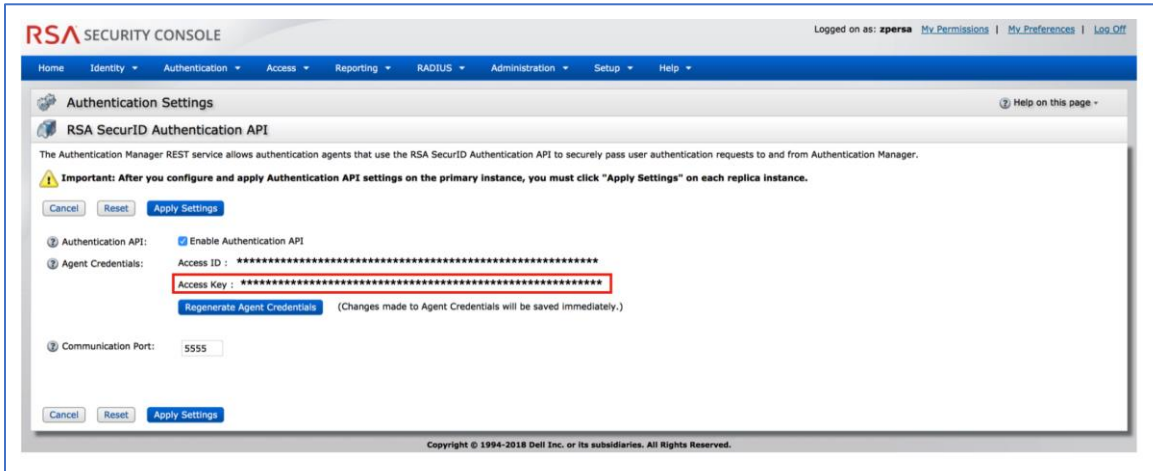 RSA SECURITY CONSOLE
Logged on as: zpersa My Permissions | My Preferences | Log Off
Home Identity Authentication Access Reporting RADIUS Administration Setup Help
Authentication Settings
Help on this page
RSA SecurID Authentication API
The Authentication Manager REST service allows authentication agents that use the RSA SecurID Authentication API to securely pass user authentication requests to and from Authentication Manager.
Important: After you configure and apply Authentication API settings on the primary instance, you must click "Apply Settings" on each replica instance.
Cancel Reset Apply Settings
Authentication API: Enable Authentication API
Agent Credentials: Access ID : **********************************************************
Access Key : **********************************************************
Regenerate Agent Credentials (Changes made to Agent Credentials will be saved immediately.)
Communication Port: 5555
Cancel Reset Apply Settings
Copyright © 1994-2018 Dell Inc. or its subsidiaries. All Rights Reserved.